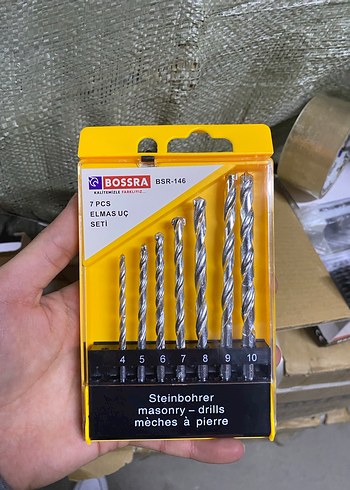 BOSSRA
KALİTEMİZLE FARKLIYIZ...
BSR-146
7 PCS
ELMAS UÇ
SETİ
4 5 6 7 8 9 10
Steinbohrer
masonry – drills
mèches à pierre